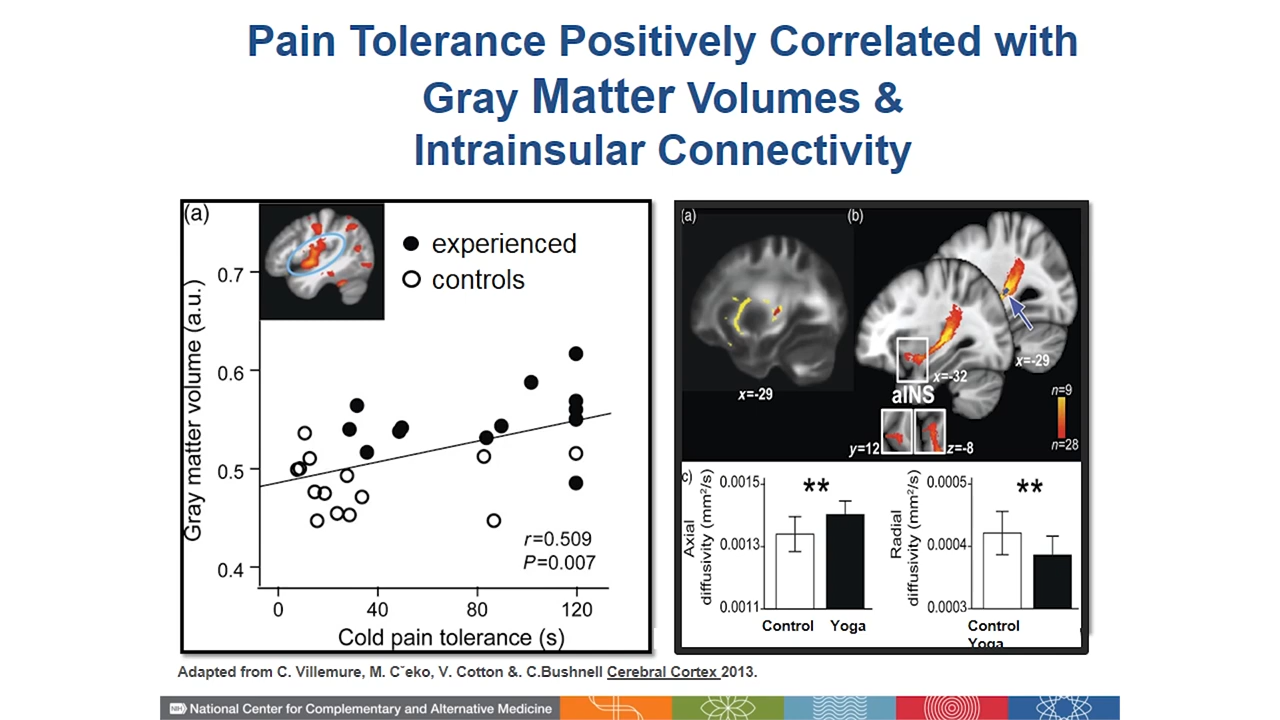 Pain Tolerance Positively Correlated with
Gray Matter Volumes &
Intrainsular Connectivity
(a)
experienced
controls
Gray matter volume (a.u.)
0.7
0.6
0.5
0.4
r=0.509
P=0.007
0 40 80 120
Cold pain tolerance (s)
(a)
x=-29
(b)
x=-29
x=-32
aINS
y=12
z=-8
n=9
n=28
c)
Axial
diffusivity (mm²/s)
0.0015
0.0013
0.0011
**
Control Yoga
Radial
diffusivity (mm²/s)
0.0005
0.0004
0.0003
**
Control
Yoga
Adapted from C. Villemure, M. C˘eko, V. Cotton &. C.Bushnell Cerebral Cortex 2013.
NIH National Center for Complementary and Alternative Medicine